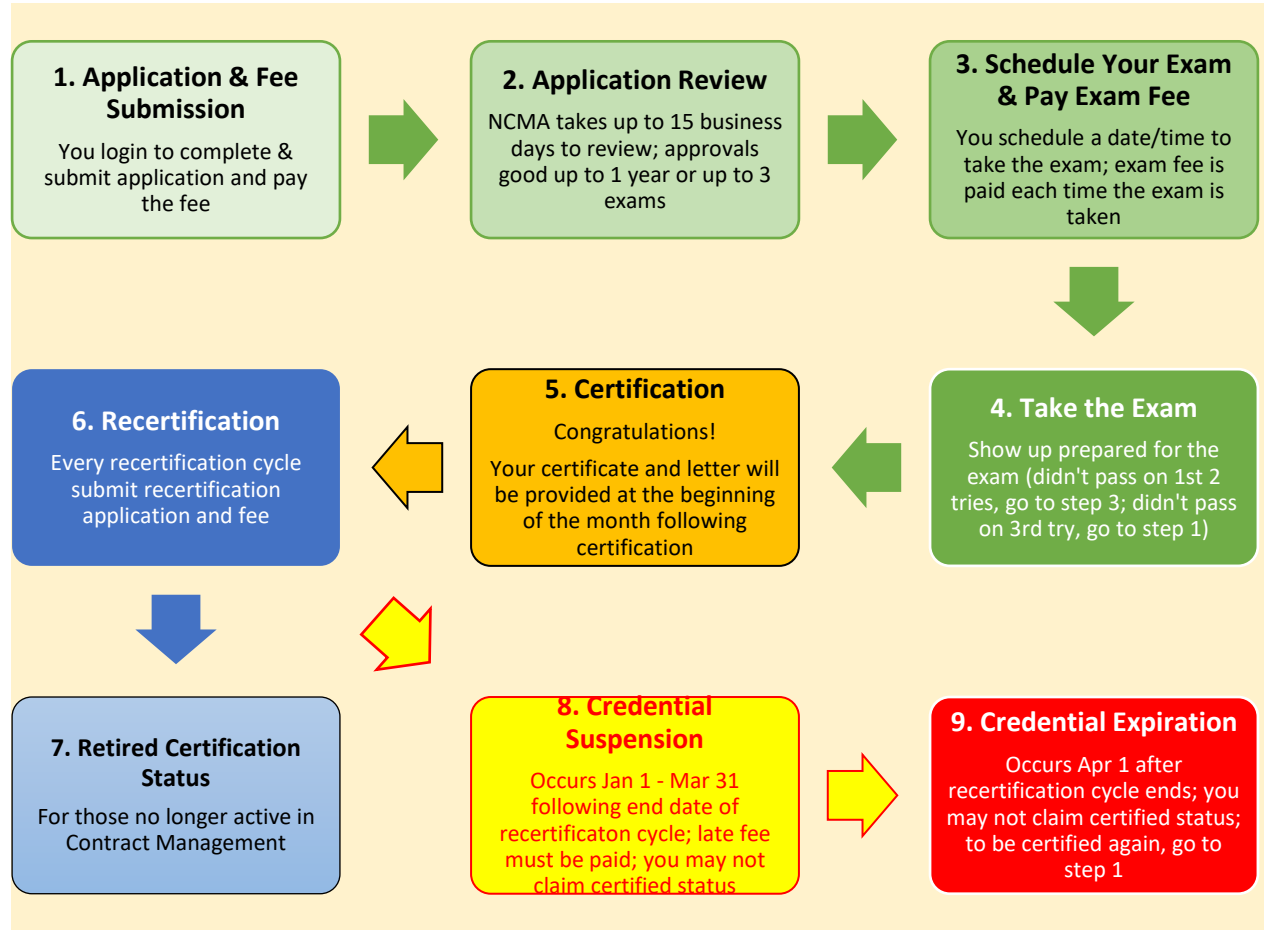 1. Application & Fee
Submission
You login to complete &
submit application and pay
the fee
2. Application Review
NCMA takes up to 15 business
days to review; approvals
good up to 1 year or up to 3
exams
3. Schedule Your Exam
& Pay Exam Fee
You schedule a date/time to
take the exam; exam fee is
paid each time the exam is
taken
4. Take the Exam
Show up prepared for the
exam (didn't pass on 1st 2
tries, go to step 3; didn't pass
on 3rd try, go to step 1)
5. Certification
Congratulations!
Your certificate and letter will
be provided at the beginning
of the month following
certification
6. Recertification
Every recertification cycle
submit recertification
application and fee
7. Retired Certification
Status
For those no longer active in
Contract Management
8. Credential
Suspension
Occurs Jan 1 - Mar 31
following end date of
recertificaton cycle; late fee
must be paid; you may not
claim certified status
9. Credential Expiration
Occurs Apr 1 after
recertification cycle ends; you
may not claim certified status;
to be certified again, go to
step 1